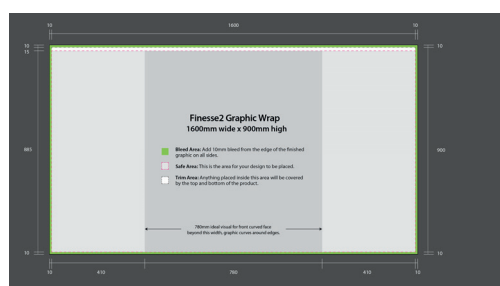 10 1600 10
10 10
15
Finesse2 Graphic Wrap
1600mm wide x 900mm high
885 900
Bleed Area: Add 10mm bleed from the edge of the finished
graphic on all sides.
Safe Area: This is the area for your design to be placed.
Trim Area: Anything placed inside this area will be covered
by the top and bottom of the product.
780mm ideal visual for front curved face
beyond this width, graphic curves around edges.
10 10
10 410 780 410 10